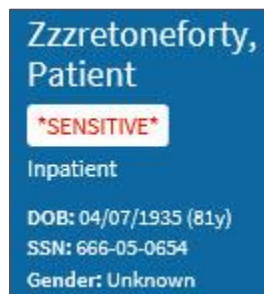 Zzzretoneforty,
Patient
*SENSITIVE*
Inpatient
DOB: 04/07/1935 (81y)
SSN: 666-05-0654
Gender: Unknown